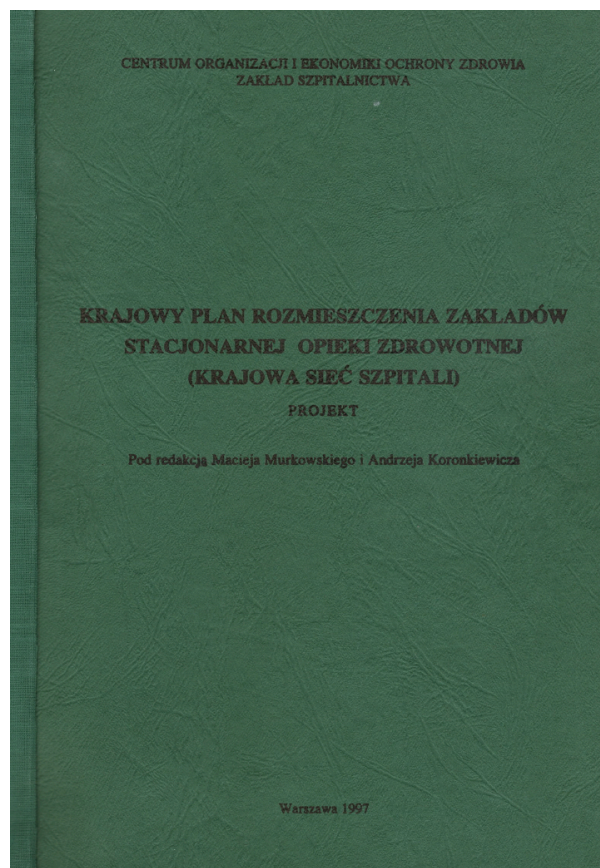 CENTRUM ORGANIZACJI I EKONOMIKI OCHRONY ZDROWIA
ZAKŁAD SZPITALNICTWA
KRAJOWY PLAN ROZMIESZCZENIA ZAKŁADÓW
STACJONARNEJ OPIEKI ZDROWOTNEJ
(KRAJOWA SIEĆ SZPITALI)
PROJEKT
Pod redakcją Macieja Murkowskiego i Andrzeja Koronkiewicza
Warszawa 1997